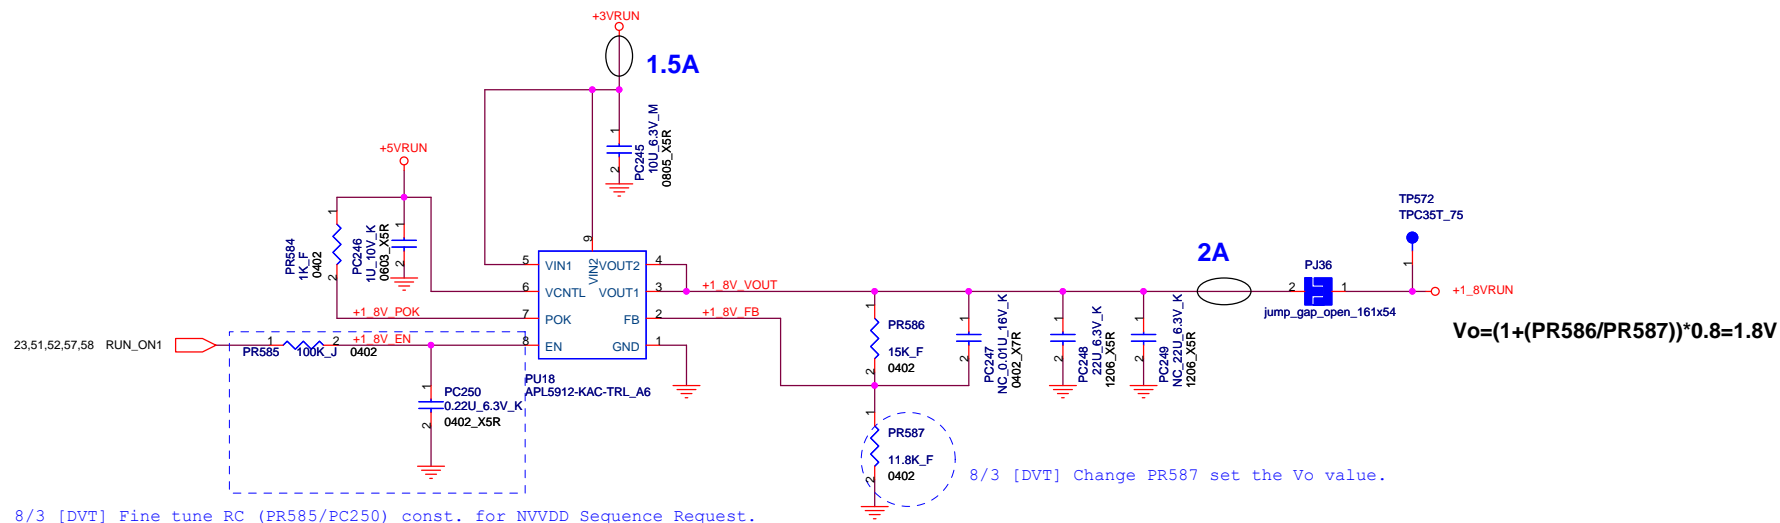 +3VRUN
1.5A
1
2
PC245
10U_6.3V_M
0805_X5R
+5VRUN
1
2
PR584
1K_F
0402
1
2
PC246
1U_10V_K
0603_X5R
5
6
7
8
9
4
3
2
1
VIN1
VCNTL
POK
EN
VIN2
VOUT2
VOUT1
FB
GND
PU18
APL5912-KAC-TRL_A6
+1_8V_POK
23,51,52,57,58 RUN_ON1
1
2
+1_8V_EN
PR585
100K_J
0402
1
2
PC250
0.22U_6.3V_K
0402_X5R
+1_8V_VOUT
+1_8V_FB
1
2
PR586
15K_F
0402
1
2
PC247
NC_0.01U_16V_K
0402_X7R
1
2
PC248
22U_6.3V_K
1206_X5R
1
2
PC249
NC_22U_6.3V_K
1206_X5R
2A
PJ36
2
1
jump_gap_open_161x54
TP572
TPC35T_75
1
+1_8VRUN
Vo=(1+(PR586/PR587))*0.8=1.8V
1
2
PR587
11.8K_F
0402
8/3 [DVT] Change PR587 set the Vo value.
8/3 [DVT] Fine tune RC (PR585/PC250) const. for NVVDD Sequence Request.